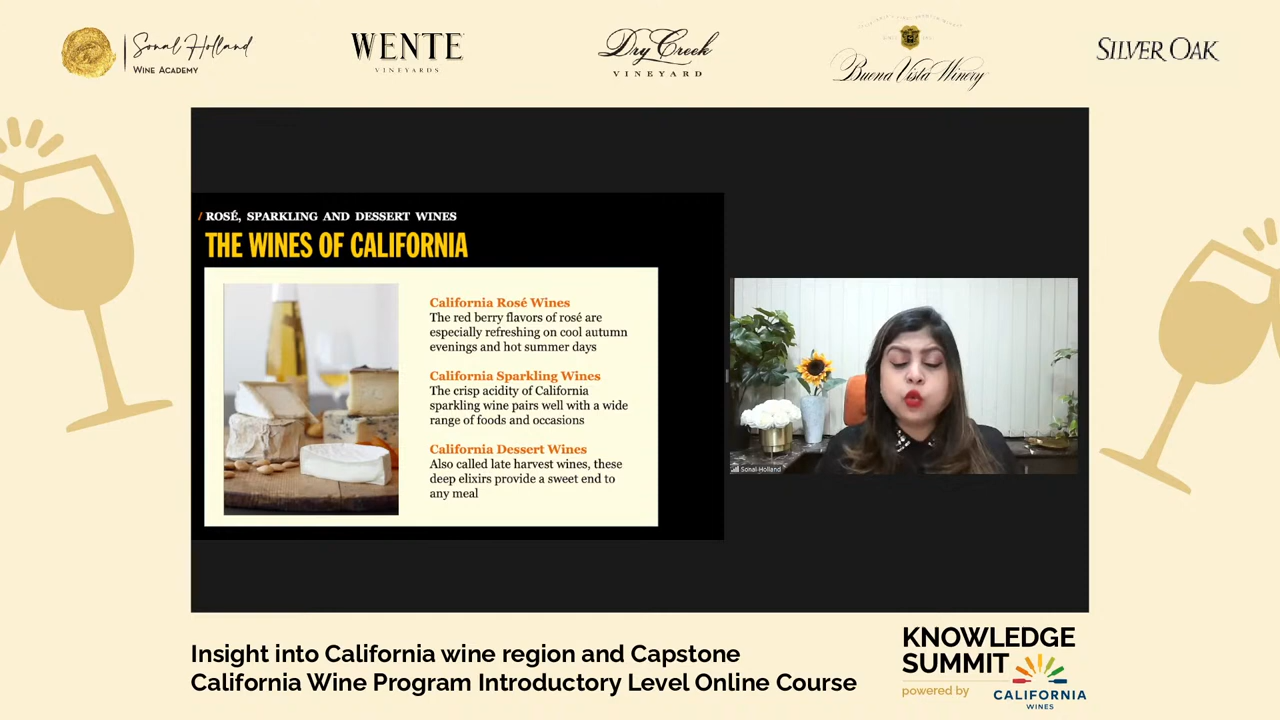 Sonal Holland
WINE ACADEMY
WENTE
VINEYARDS
Dry Creek
VINEYARD
Buena Vista Winery
SILVER OAK
/ ROSÉ, SPARKLING AND DESSERT WINES
THE WINES OF CALIFORNIA
California Rosé Wines
The red berry flavors of rosé are
especially refreshing on cool autumn
evenings and hot summer days
California Sparkling Wines
The crisp acidity of California
sparkling wine pairs well with a wide
range of foods and occasions
California Dessert Wines
Also called late harvest wines, these
deep elixirs provide a sweet end to
any meal
Sonal Holland
Insight into California wine region and Capstone
California Wine Program Introductory Level Online Course
KNOWLEDGE
SUMMIT
powered by
CALIFORNIA
WINES